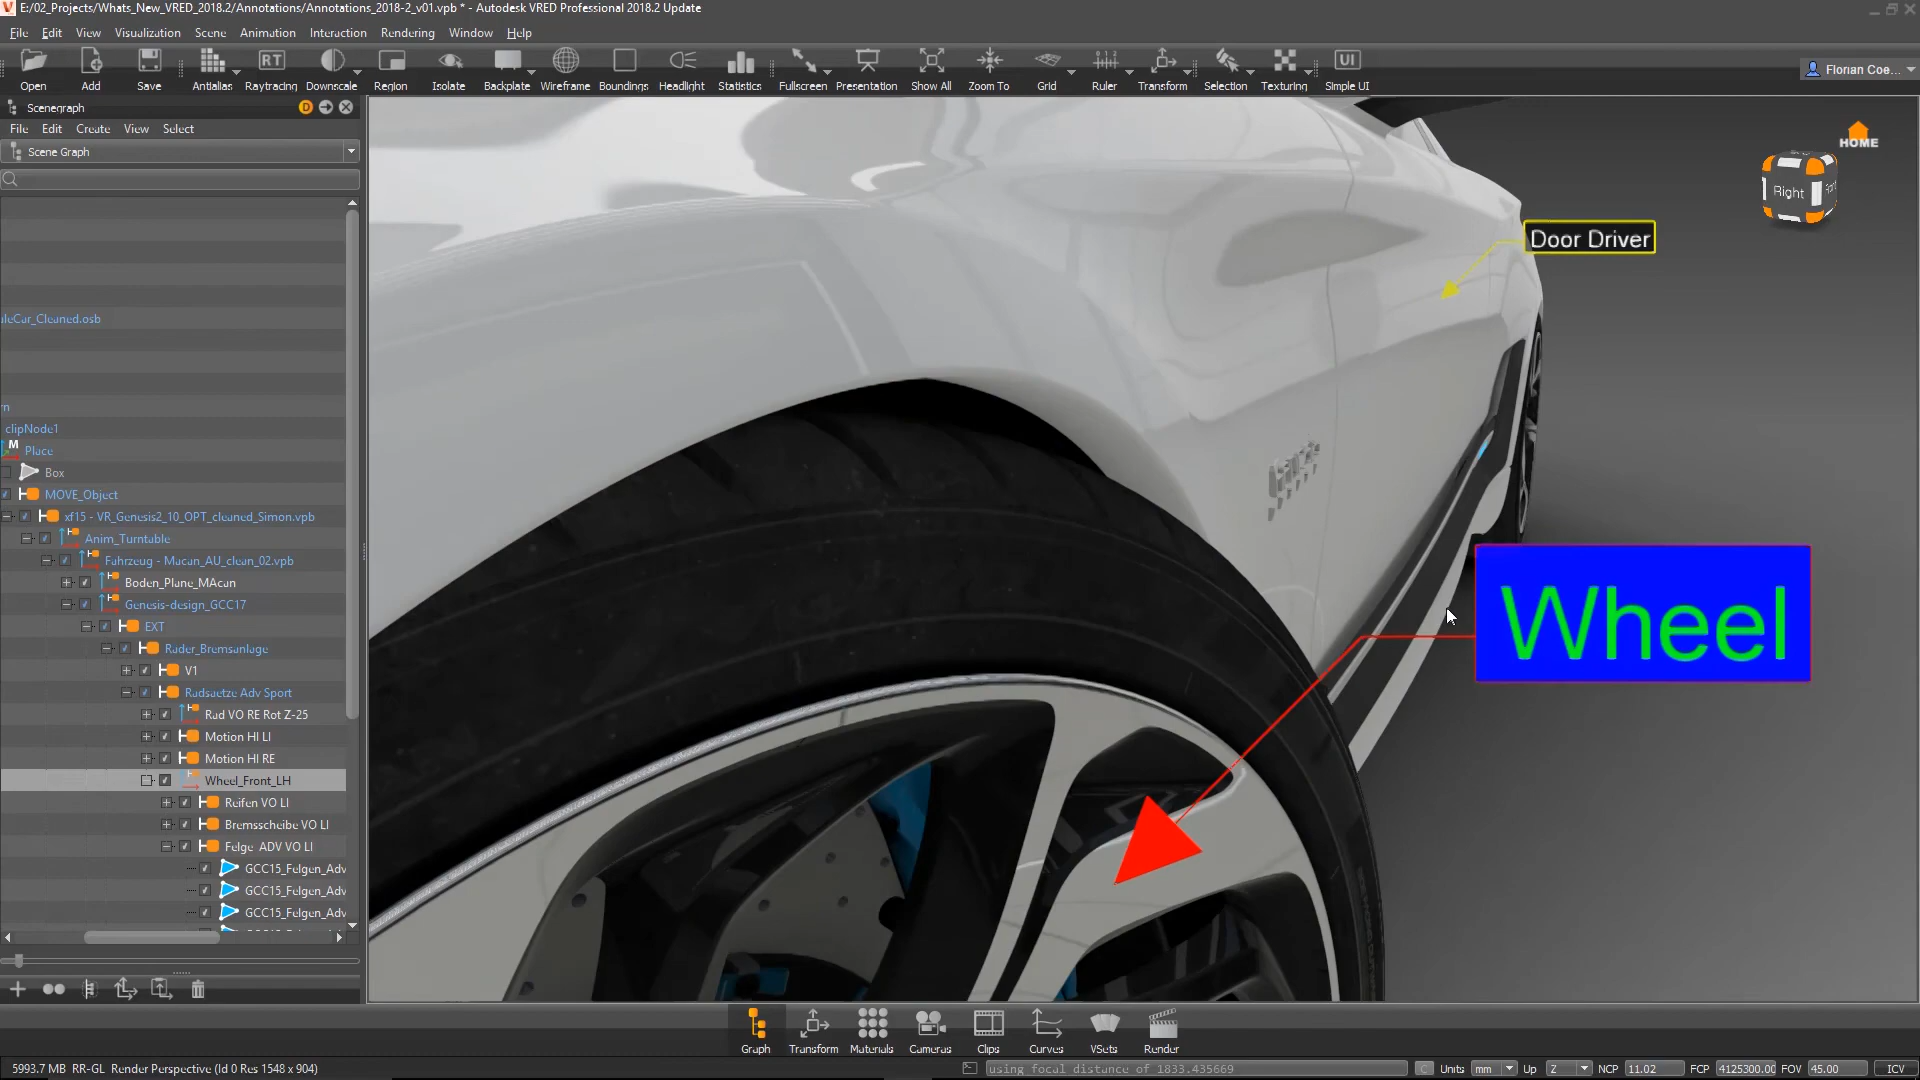 E:/02_Projects/Whats_New_VRED_2018.2/Annotations/Annotations_2018-2_v01.vpb * - Autodesk VRED Professional 2018.2 Update
File Edit View Visualization Scene Animation Interaction Rendering Window Help
RT UI
Open Add Save Antialias Raytracing Downscale Region Isolate Backplate Wireframe Boundings Headlight Statistics Fullscreen Presentation Show All Zoom To Grid Ruler Transform Selection Texturing Simple UI
Florian Coe...
Scenegraph
File Edit Create View Select
Scene Graph
HOME
Right
Door Driver
uleCar_Cleaned.osb
rn
clipNode1
M Place
Box
MOVE_Object
xf15 - VR_Genesis2_10_OPT_cleaned_Simon.vpb
Anim_Turntable
Fahrzeug - Macan_AU_clean_02.vpb
Boden_Plane_MAcan
Genesis-design_GCC17
EXT
Räder_Bremsanlage
V1
Radsaetze Adv Sport
Rad VO RE Rot Z-25
Motion HI LI
Motion HI RE
Wheel_Front_LH
Reifen VO LI
Bremsscheibe VO LI
Felge ADV VO LI
GCC15_Felgen_Adv
GCC15_Felgen_Adv
GCC15_Felgen_Adv
Wheel
Graph Transform Materials Cameras Clips Curves VSets Render
5993.7 MB RR-GL Render Perspective (Id 0 Res 1548 x 904)
using focal distance of 1833.435669
C Units mm Up Z NCP 11.02 FCP 4125300.00 FOV 45.00 ICV